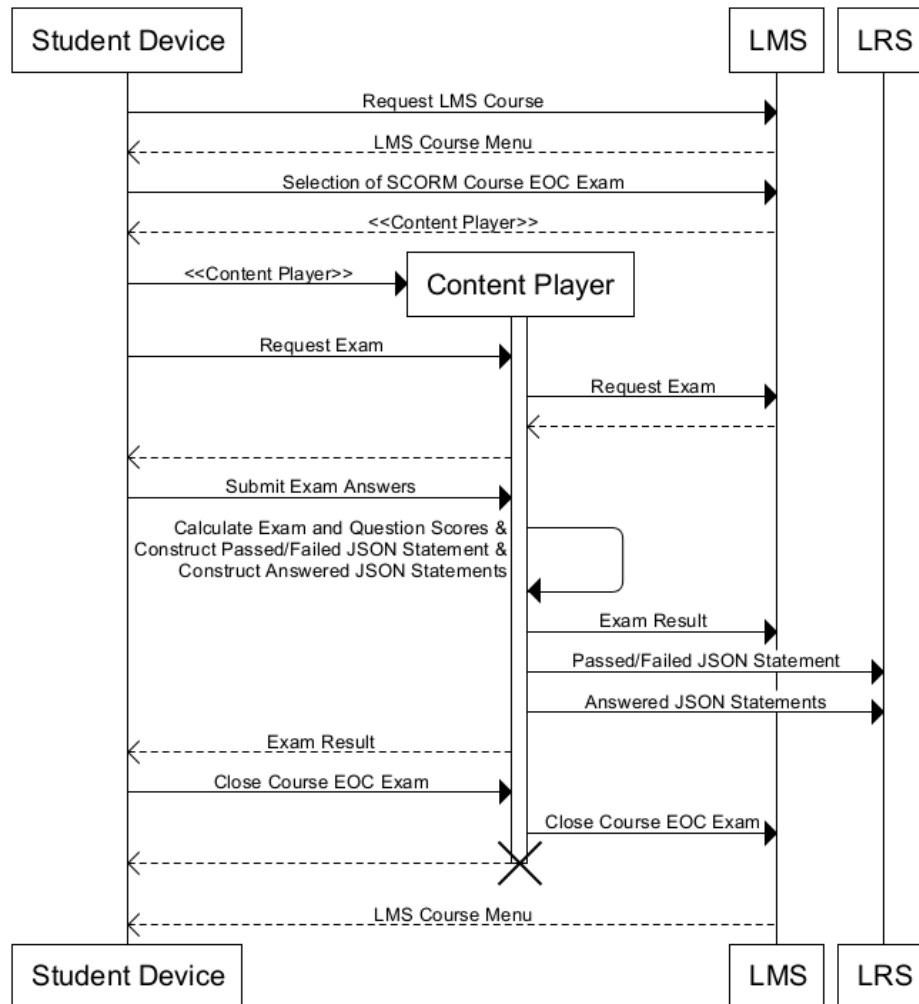 Student Device
LMS
LRS
Request LMS Course
LMS Course Menu
Selection of SCORM Course EOC Exam
<<Content Player>>
<<Content Player>>
Content Player
Request Exam
Request Exam
Submit Exam Answers
Calculate Exam and Question Scores &
Construct Passed/Failed JSON Statement &
Construct Answered JSON Statements
Exam Result
Passed/Failed JSON Statement
Answered JSON Statements
Exam Result
Close Course EOC Exam
Close Course EOC Exam
LMS Course Menu
Student Device
LMS
LRS